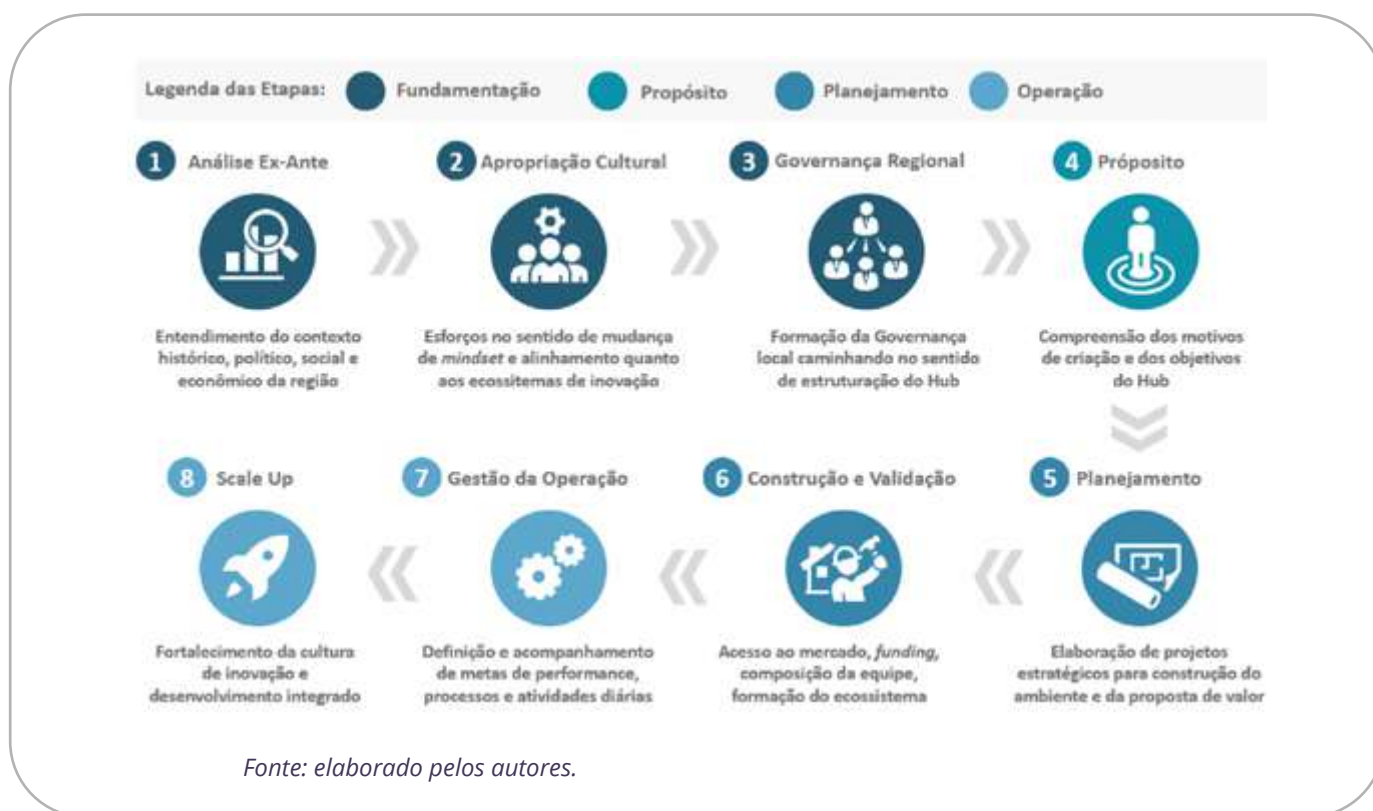 Legenda das Etapas: Fundamentação Propósito Planejamento Operação
1 Análise Ex-Ante
Entendimento do contexto
histórico, político, social e
econômico da região
2 Apropriação Cultural
Esforços no sentido de mudança
de mindset e alinhamento quanto
aos ecossitemas de inovação
3 Governança Regional
Formação da Governança
local caminhando no sentido
de estruturação do Hub
4 Próposito
Compreensão dos motivos
de criação e dos objetivos
do Hub
5 Planejamento
Elaboração de projetos
estratégicos para construção do
ambiente e da proposta de valor
6 Construção e Validação
Acesso ao mercado, funding,
composição da equipe,
formação do ecossistema
7 Gestão da Operação
Definição e acompanhamento
de metas de performance,
processos e atividades diárias
8 Scale Up
Fortalecimento da cultura
de inovação e
desenvolvimento integrado
Fonte: elaborado pelos autores.